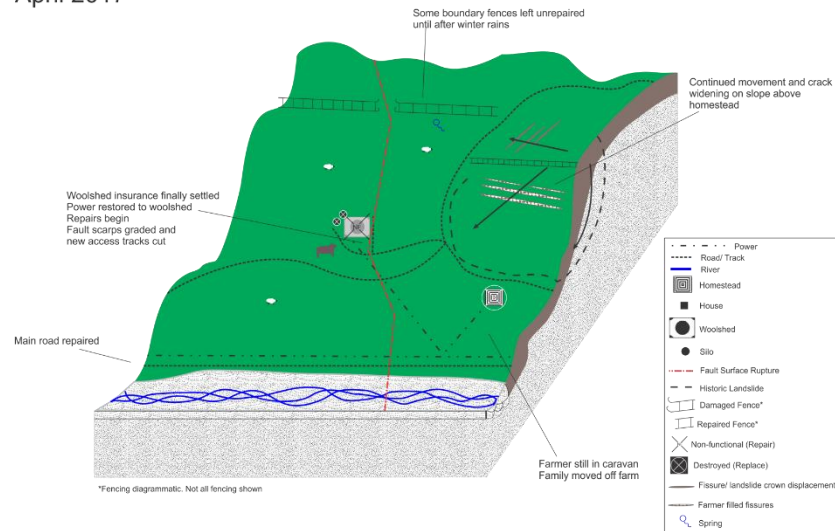 April 2017
Some boundary fences left unrepaired
until after winter rains
Continued movement and crack
widening on slope above
homestead
Woolshed insurance finally settled
Power restored to woolshed
Repairs begin
Fault scarps graded and
new access tracks cut
Main road repaired
Farmer still in caravan
Family moved off farm
*Fencing diagrammatic. Not all fencing shown
Power
Road/ Track
River
Homestead
House
Woolshed
Silo
Fault Surface Rupture
Historic Landslide
Damaged Fence*
Repaired Fence*
Non-functional (Repair)
Destroyed (Replace)
Fissure/ landslide crown displacement
Farmer filled fissures
Spring